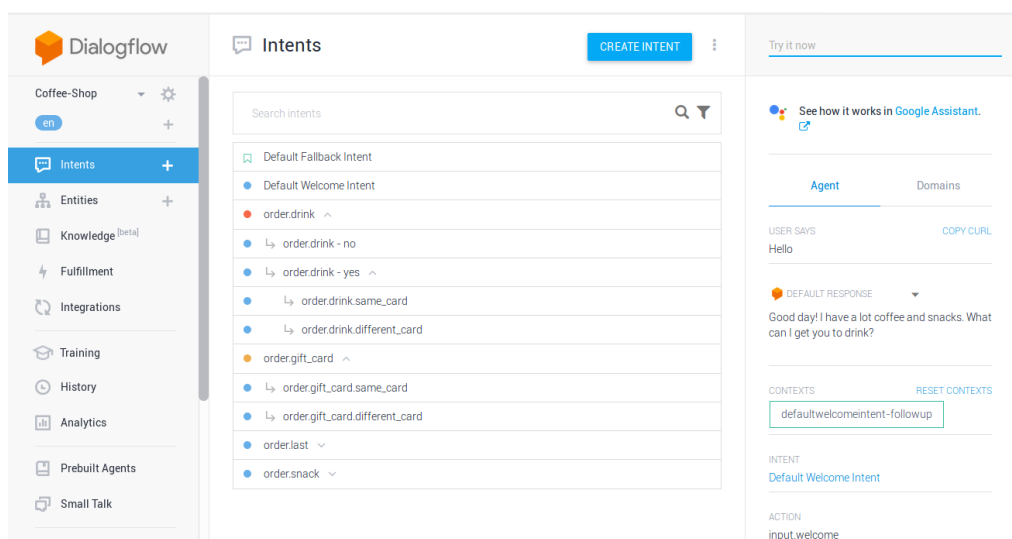 Dialogflow
Coffee-Shop
en
Intents
Entities
Knowledge [beta]
Fulfillment
Integrations
Training
History
Analytics
Prebuilt Agents
Small Talk
Intents
CREATE INTENT
Search intents
Default Fallback Intent
Default Welcome Intent
order.drink
order.drink - no
order.drink - yes
order.drink.same_card
order.drink.different_card
order.gift_card
order.gift_card.same_card
order.gift_card.different_card
order.last
order.snack
Try it now
See how it works in Google Assistant.
Agent Domains
USER SAYS COPY CURL
Hello
DEFAULT RESPONSE
Good day! I have a lot coffee and snacks. What
can I get you to drink?
CONTEXTS RESET CONTEXTS
defaultwelcomeintent-followup
INTENT
Default Welcome Intent
ACTION
input.welcome